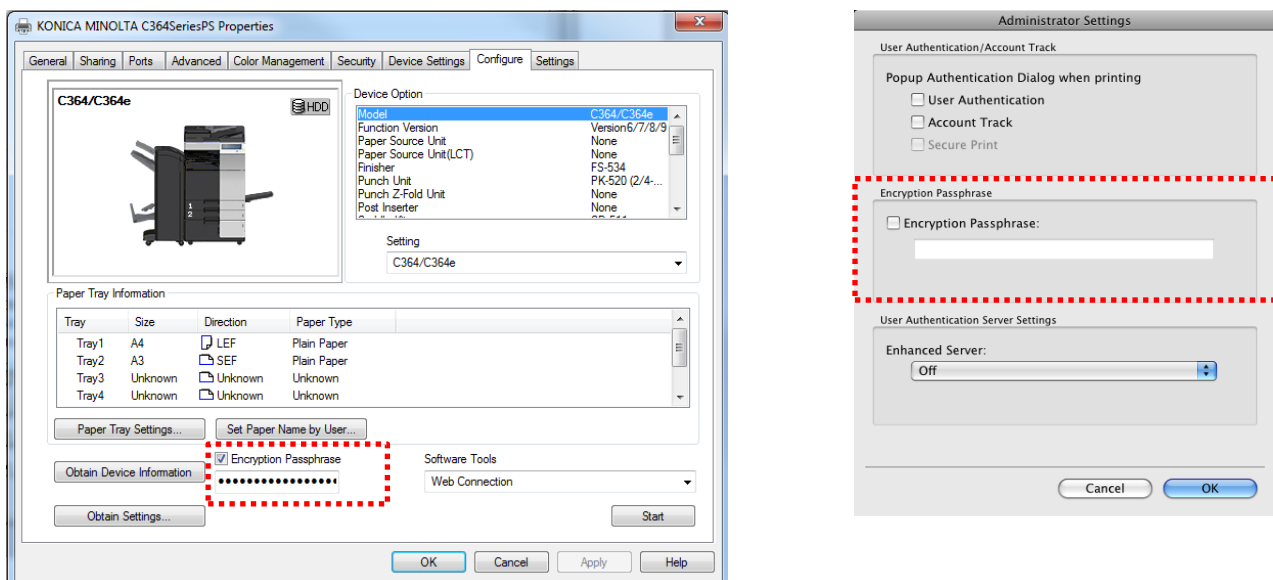 KONICA MINOLTA C364SeriesPS Properties
General Sharing Ports Advanced Color Management Security Device Settings Configure Settings
C364/C364e
HDD
1
2
Device Option
Model C364/C364e
Function Version Version6/7/8/9
Paper Source Unit None
Paper Source Unit(LCT) None
Finisher FS-534
Punch Unit PK-520 (2/4-...
Punch Z-Fold Unit None
Post Inserter None
Setting
C364/C364e
Paper Tray Information
Tray Size Direction Paper Type
Tray1 A4 LEF Plain Paper
Tray2 A3 SEF Plain Paper
Tray3 Unknown Unknown Unknown
Tray4 Unknown Unknown Unknown
Paper Tray Settings... Set Paper Name by User...
Obtain Device Information
Encryption Passphrase
••••••••••••••••
Software Tools
Web Connection
Obtain Settings... Start
OK Cancel Apply Help
Administrator Settings
User Authentication/Account Track
Popup Authentication Dialog when printing
User Authentication
Account Track
Secure Print
Encryption Passphrase
Encryption Passphrase:
User Authentication Server Settings
Enhanced Server:
Off
Cancel OK